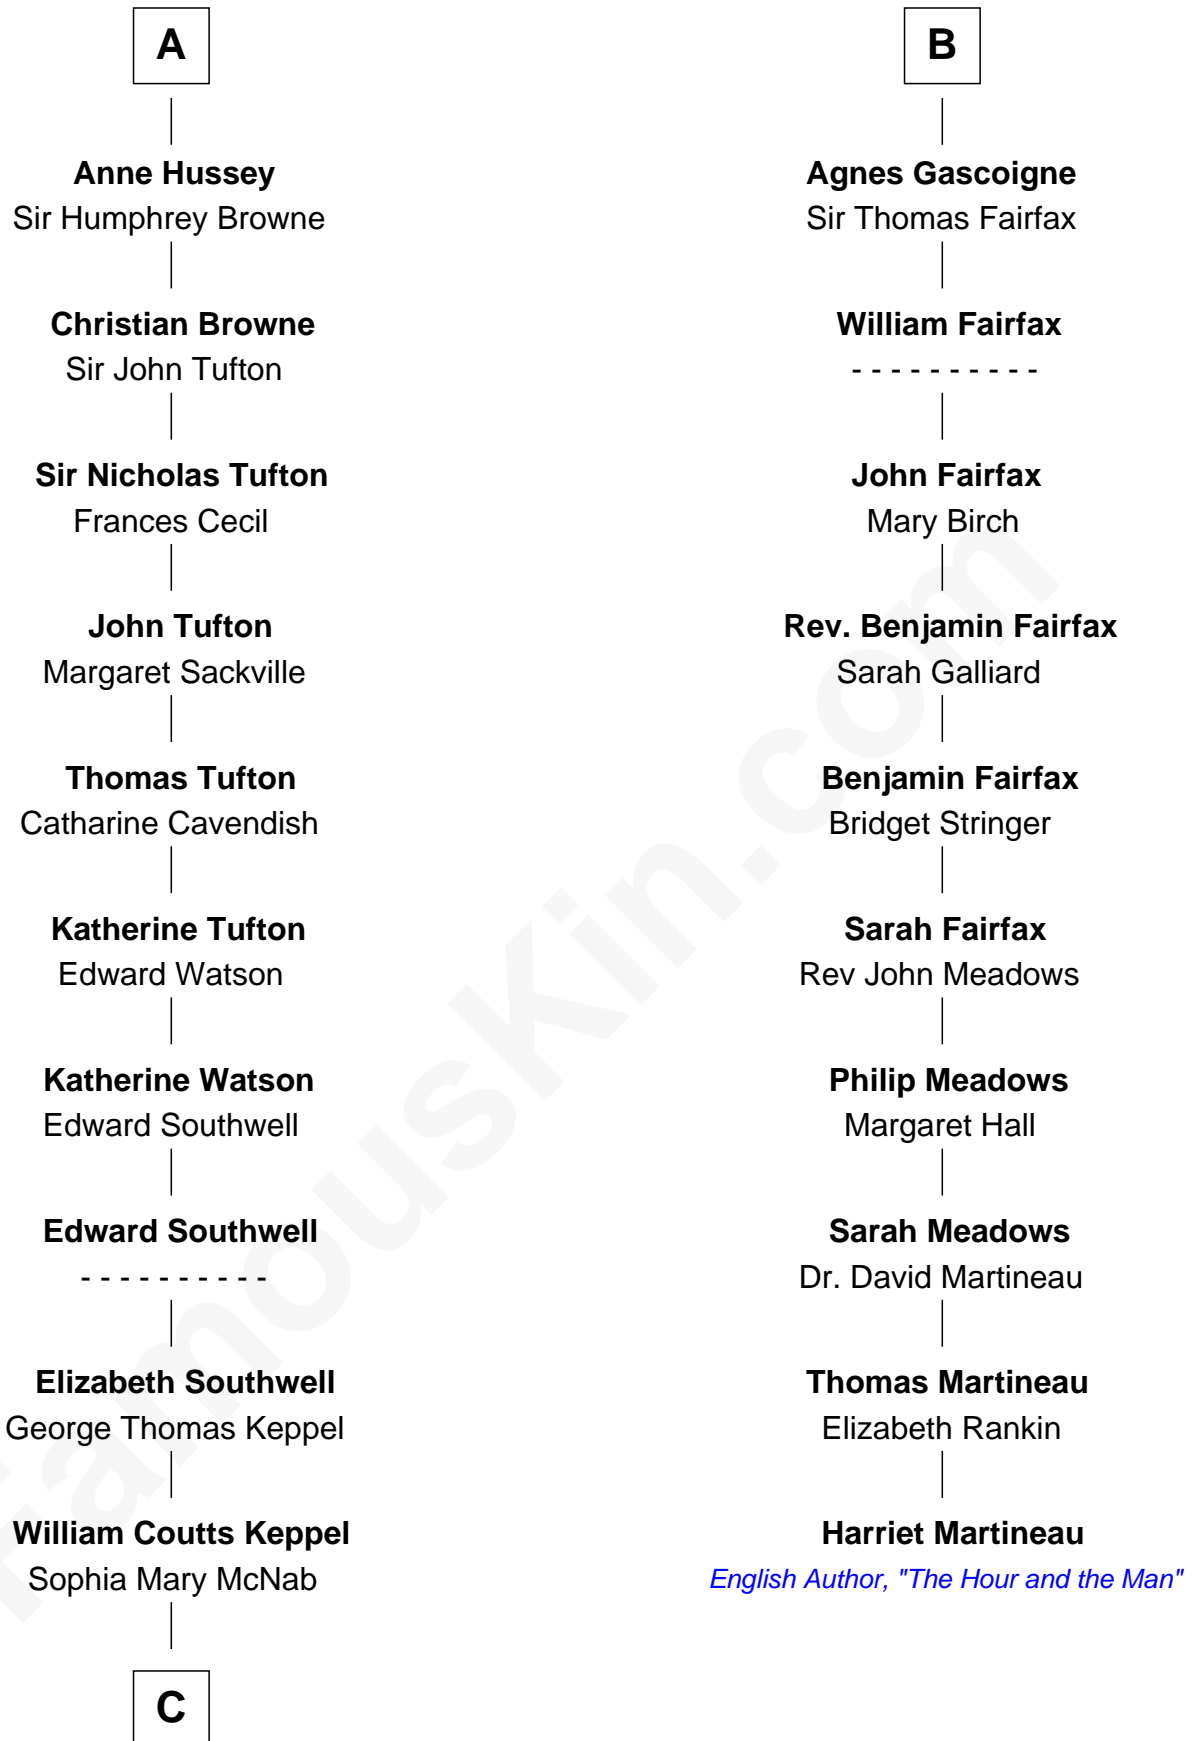 A
Anne Hussey
Sir Humphrey Browne
Christian Browne
Sir John Tufton
Sir Nicholas Tufton
Frances Cecil
John Tufton
Margaret Sackville
Thomas Tufton
Catharine Cavendish
Katherine Tufton
Edward Watson
Katherine Watson
Edward Southwell
Edward Southwell
- - - - - - - - - -
Elizabeth Southwell
George Thomas Keppel
William Coutts Keppel
Sophia Mary McNab
C
B
Agnes Gascoigne
Sir Thomas Fairfax
William Fairfax
- - - - - - - - - -
John Fairfax
Mary Birch
Rev. Benjamin Fairfax
Sarah Galliard
Benjamin Fairfax
Bridget Stringer
Sarah Fairfax
Rev John Meadows
Philip Meadows
Margaret Hall
Sarah Meadows
Dr. David Martineau
Thomas Martineau
Elizabeth Rankin
Harriet Martineau
English Author, "The Hour and the Man"
FamousKin.com